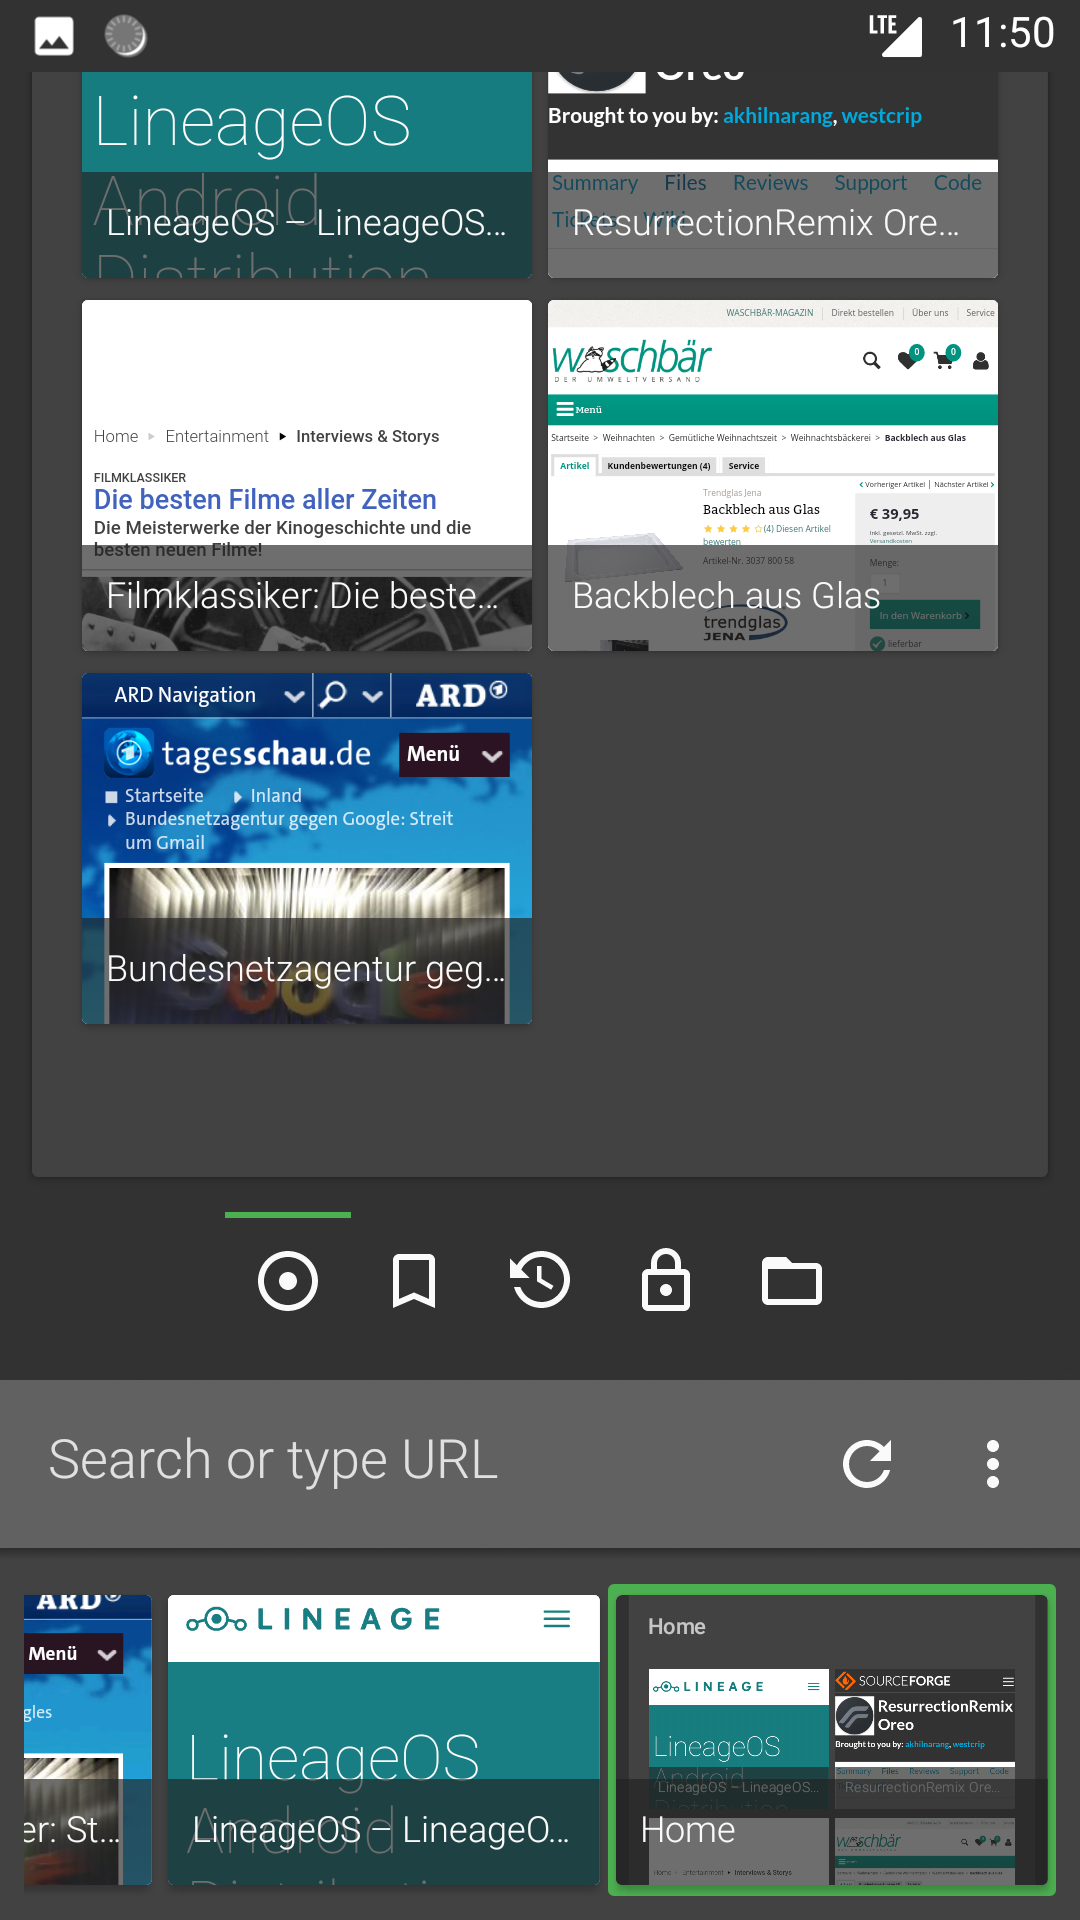 LTE 11:50
LineageOS
Android
Distribution
LineageOS – LineageOS...
Oreo
Brought to you by: akhilnarang, westcrip
Summary Files Reviews Support Code
Tickets Wiki
ResurrectionRemix Ore...
Home Entertainment Interviews & Storys
FILMKLASSIKER
Die besten Filme aller Zeiten
Die Meisterwerke der Kinogeschichte und die
besten neuen Filme!
Filmklassiker: Die beste...
WASCHBÄR-MAGAZIN Direkt bestellen Über uns Service
waschbär 0 0
DER UMWELTVERSAND
Menü
Startseite > Weihnachten > Gemütliche Weihnachtszeit > Weihnachtsbäckerei > Backblech aus Glas
Artikel Kundenbewertungen (4) Service
Vorheriger Artikel | Nächster Artikel
Trendglas Jena
Backblech aus Glas
(4) Diesen Artikel
bewerten
Artikel-Nr. 3037 800 58
€ 39,95
inkl. gesetzl. MwSt. zzgl.
Versandkosten
Menge:
1
In den Warenkorb
lieferbar
trendglas
JENA
Backblech aus Glas
ARD Navigation ARD
tagesschau.de Menü
Startseite Inland
Bundesnetzagentur gegen Google: Streit
um Gmail
Google
Bundesnetzagentur geg...
Search or type URL
ARD
Menü
gles
er: St...
LINEAGE
LineageOS
Android
Distribution
LineageOS – LineageO...
Home
LINEAGE
LineageOS
Android
Distribution
LineageOS – LineageOS...
SOURCEFORGE
ResurrectionRemix
Oreo
Brought to you by: akhilnarang, westcrip
Summary Files Reviews Support Code
ResurrectionRemix Ore...
Home Entertainment Interviews & Storys
waschbär
Home